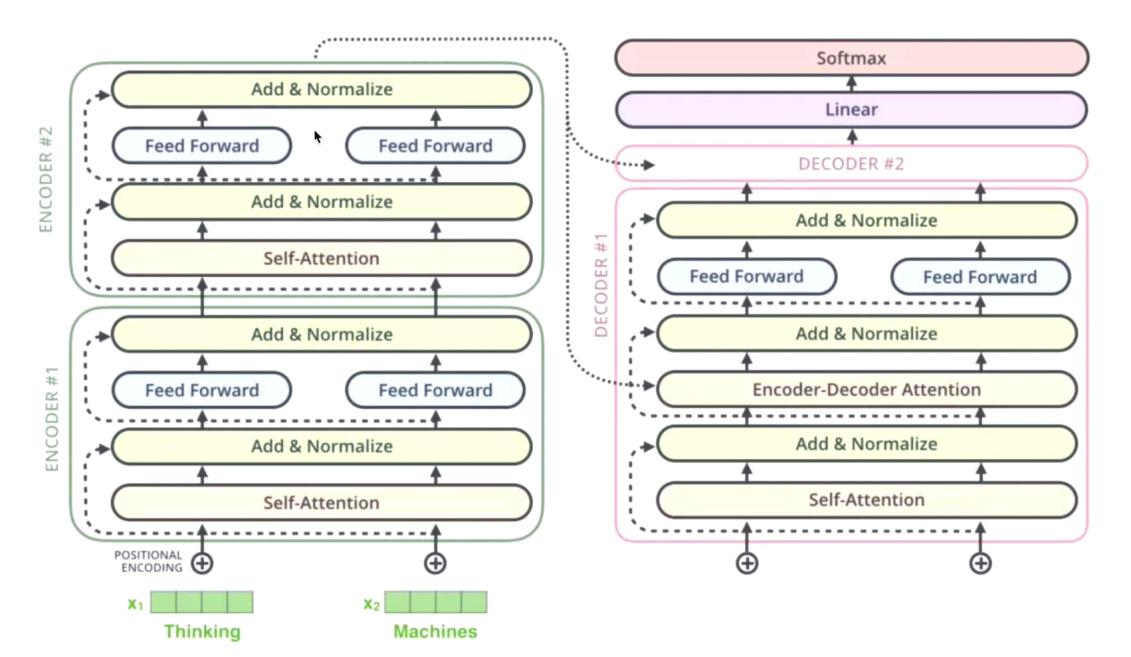 ENCODER #2
Add & Normalize
Feed Forward
Feed Forward
Add & Normalize
Self-Attention
ENCODER #1
Add & Normalize
Feed Forward
Feed Forward
Add & Normalize
Self-Attention
POSITIONAL
ENCODING
x1
x2
Thinking
Machines
Softmax
Linear
DECODER #2
DECODER #1
Add & Normalize
Feed Forward
Feed Forward
Add & Normalize
Encoder-Decoder Attention
Add & Normalize
Self-Attention